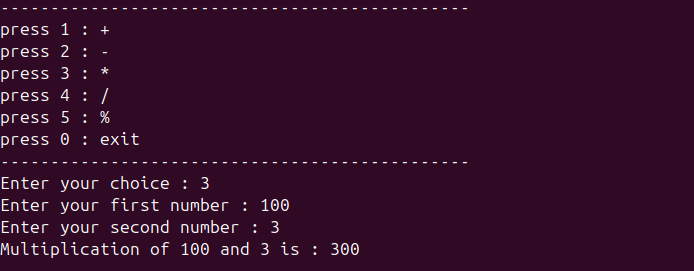 -----------------------------------------------
press 1 : +
press 2 : -
press 3 : *
press 4 : /
press 5 : %
press 0 : exit
-----------------------------------------------
Enter your choice : 3
Enter your first number : 100
Enter your second number : 3
Multiplication of 100 and 3 is : 300